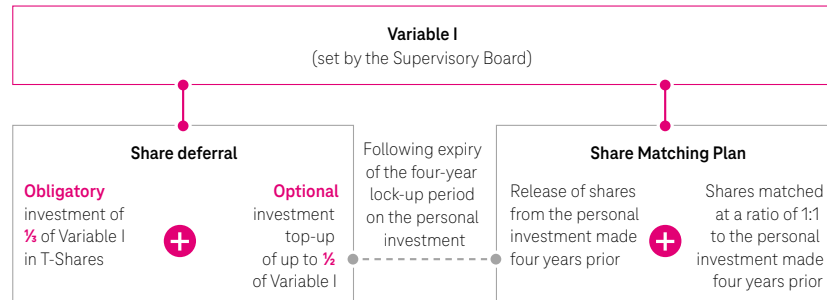 Variable I
(set by the Supervisory Board)
Share deferral
Obligatory
investment of
⅓ of Variable I
in T-Shares
Optional
investment
top-up
of up to ½
of Variable I
Following expiry
of the four-year
lock-up period
on the personal
investment
Share Matching Plan
Release of shares
from the personal
investment made
four years prior
Shares matched
at a ratio of 1:1
to the personal
investment made
four years prior